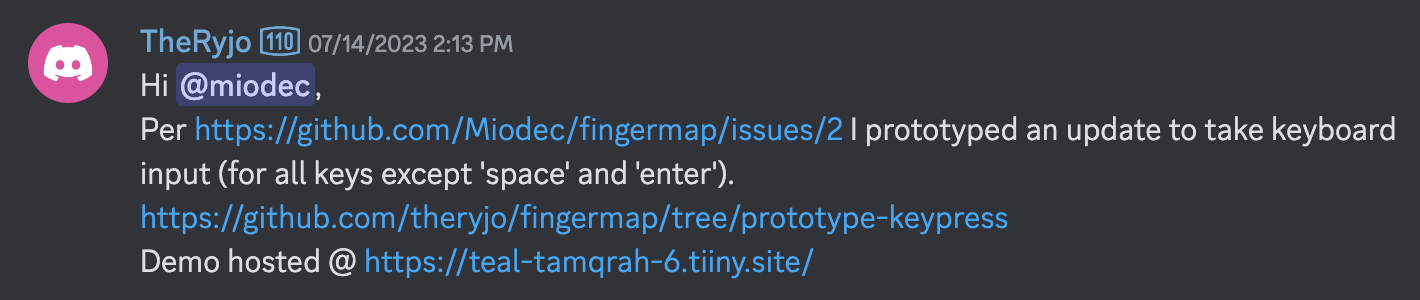 TheRyjo 110 07/14/2023 2:13 PM
Hi @miodec,
Per https://github.com/Miodec/fingermap/issues/2 I prototyped an update to take keyboard
input (for all keys except 'space' and 'enter').
https://github.com/theryjo/fingermap/tree/prototype-keypress
Demo hosted @ https://teal-tamqrah-6.tiiny.site/